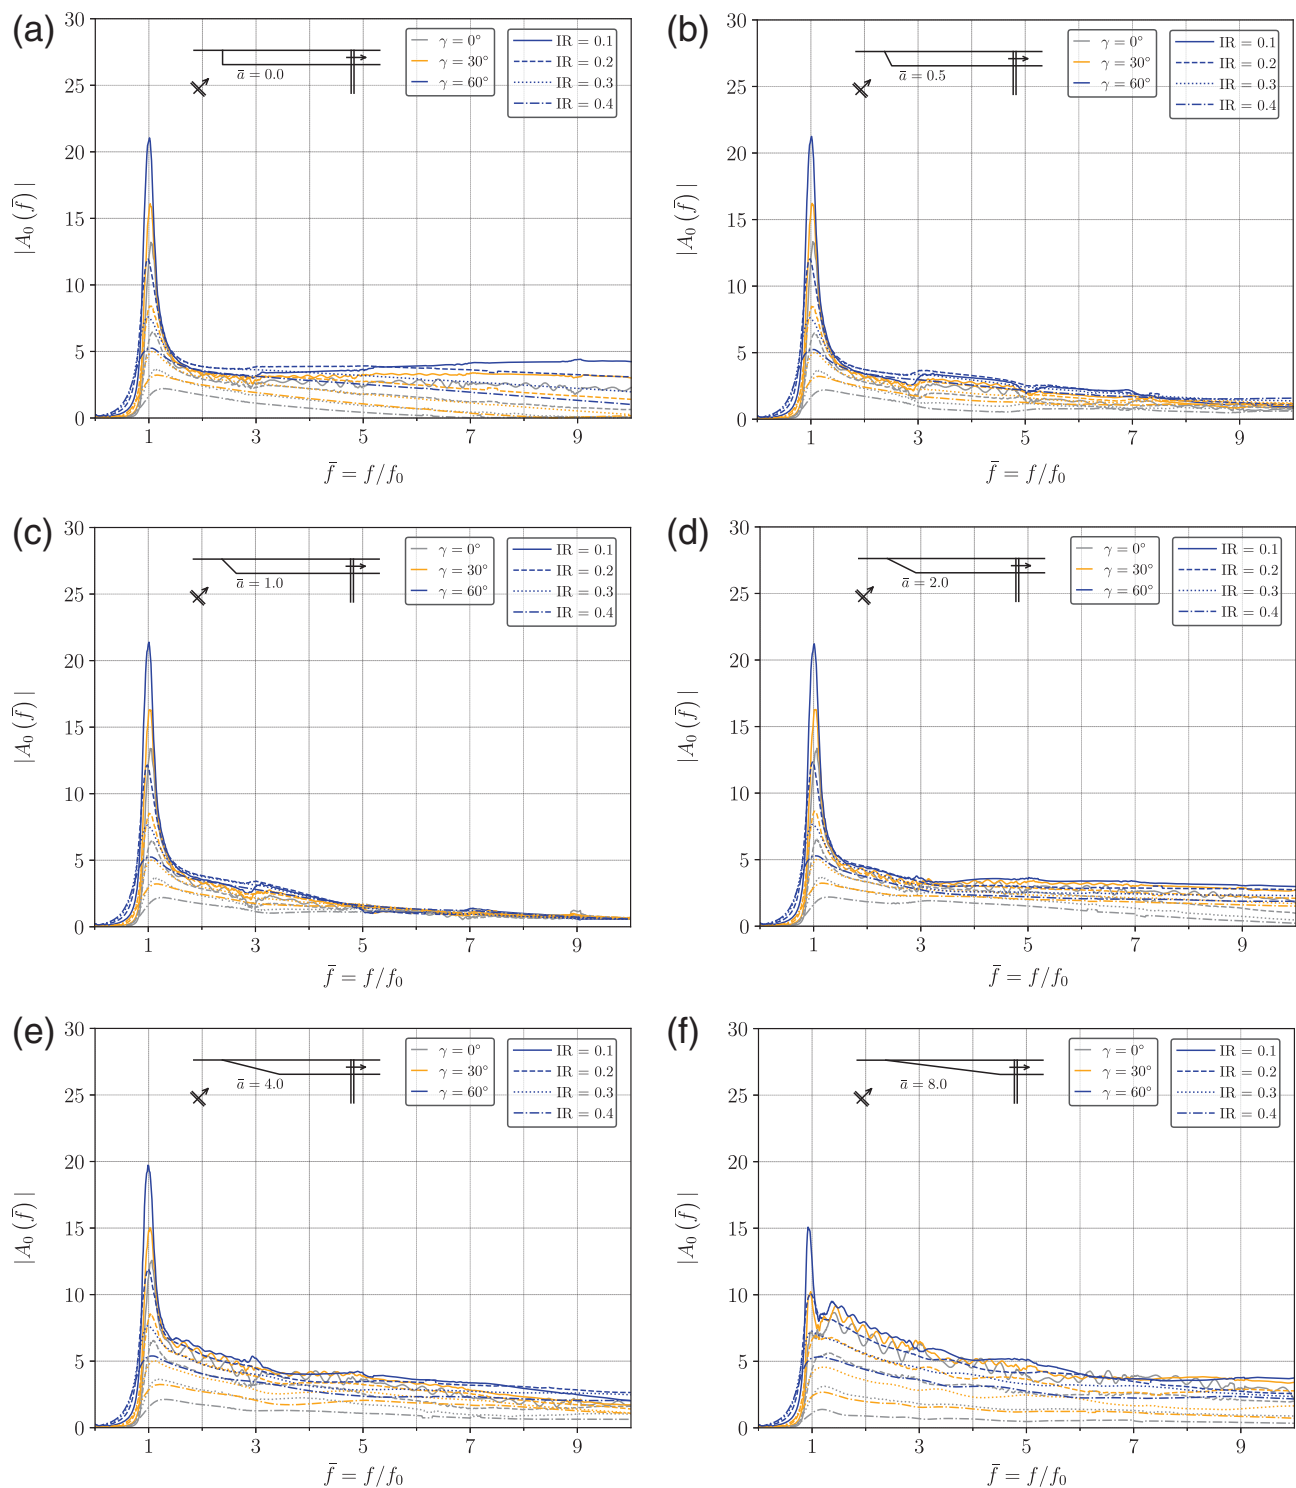 (a)
30
25
20
15
10
5
0
1
3
5
7
9
|A₀ (f̄)|
f̄ = f/f₀
ā = 0.0
γ = 0°
γ = 30°
γ = 60°
IR = 0.1
IR = 0.2
IR = 0.3
IR = 0.4
(b)
30
25
20
15
10
5
0
1
3
5
7
9
|A₀ (f̄)|
f̄ = f/f₀
ā = 0.5
γ = 0°
γ = 30°
γ = 60°
IR = 0.1
IR = 0.2
IR = 0.3
IR = 0.4
(c)
30
25
20
15
10
5
0
1
3
5
7
9
|A₀ (f̄)|
f̄ = f/f₀
ā = 1.0
γ = 0°
γ = 30°
γ = 60°
IR = 0.1
IR = 0.2
IR = 0.3
IR = 0.4
(d)
30
25
20
15
10
5
0
1
3
5
7
9
|A₀ (f̄)|
f̄ = f/f₀
ā = 2.0
γ = 0°
γ = 30°
γ = 60°
IR = 0.1
IR = 0.2
IR = 0.3
IR = 0.4
(e)
30
25
20
15
10
5
0
1
3
5
7
9
|A₀ (f̄)|
f̄ = f/f₀
ā = 4.0
γ = 0°
γ = 30°
γ = 60°
IR = 0.1
IR = 0.2
IR = 0.3
IR = 0.4
(f)
30
25
20
15
10
5
0
1
3
5
7
9
|A₀ (f̄)|
f̄ = f/f₀
ā = 8.0
γ = 0°
γ = 30°
γ = 60°
IR = 0.1
IR = 0.2
IR = 0.3
IR = 0.4